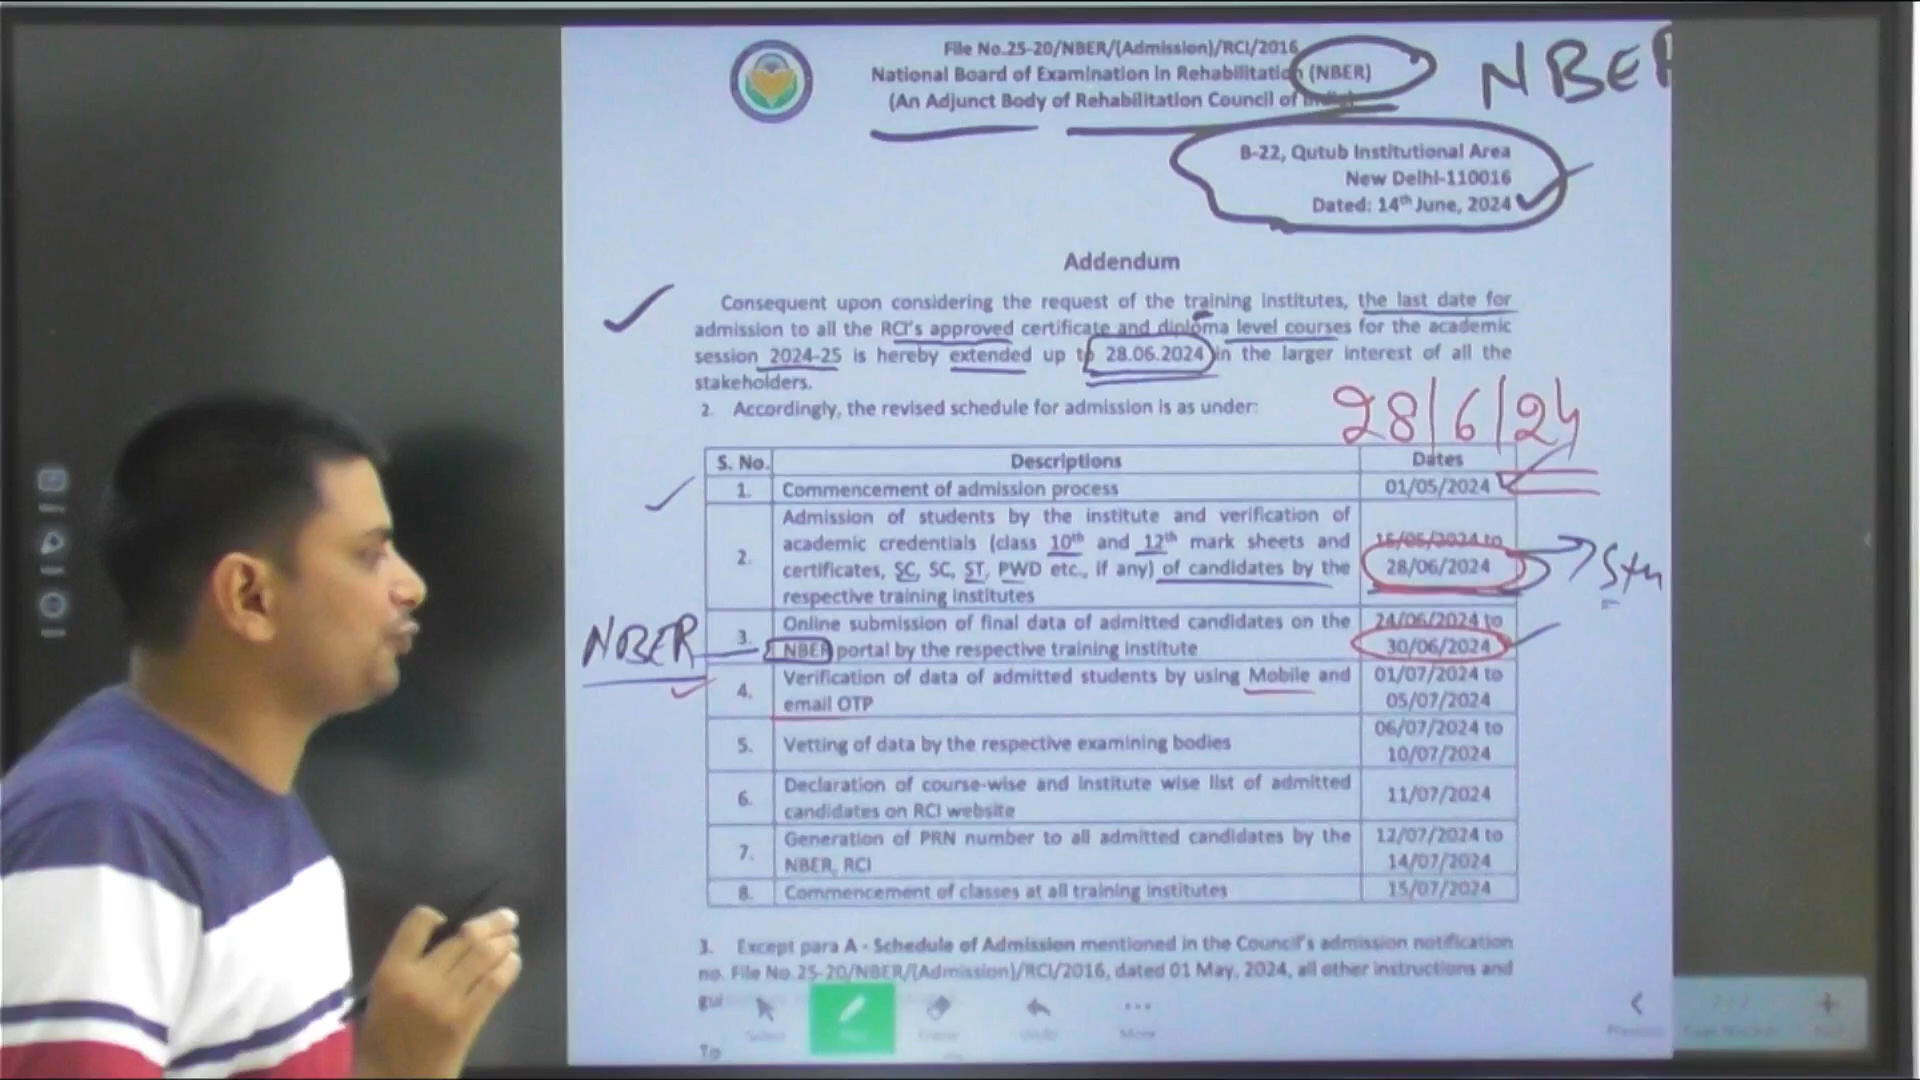 File No.25-20/NBER/(Admission)/RCI/2016
National Board of Examination in Rehabilitation (NBER)
NBER
(An Adjunct Body of Rehabilitation Council of India)
B-22, Qutub Institutional Area
New Delhi-110016
Dated: 14th June, 2024
Addendum
Consequent upon considering the request of the training institutes, the last date for
admission to all the RCI's approved certificate and diploma level courses for the academic
session 2024-25 is hereby extended up to 28.06.2024 in the larger interest of all the
stakeholders.
2. Accordingly, the revised schedule for admission is as under:
28/6/24
S. No. Descriptions Dates
1. Commencement of admission process 01/05/2024
Admission of students by the institute and verification of
academic credentials (class 10th and 12th mark sheets and 15/05/2024 to
2. certificates, SC, SC, ST, PWD etc., if any) of candidates by the 28/06/2024 Stu
respective training institutes
Online submission of final data of admitted candidates on the 24/06/2024 to
NBER 3. NBER portal by the respective training institute 30/06/2024
4. Verification of data of admitted students by using Mobile and 01/07/2024 to
email OTP 05/07/2024
5. Vetting of data by the respective examining bodies 06/07/2024 to
10/07/2024
6. Declaration of course-wise and institute wise list of admitted 11/07/2024
candidates on RCI website
7. Generation of PRN number to all admitted candidates by the 12/07/2024 to
NBER, RCI 14/07/2024
8. Commencement of classes at all training institutes 15/07/2024
3. Except para A - Schedule of Admission mentioned in the Council's admission notification
no. File No.25-20/NBER/(Admission)/RCI/2016, dated 01 May, 2024, all other instructions and
gui
Select Undo More
To